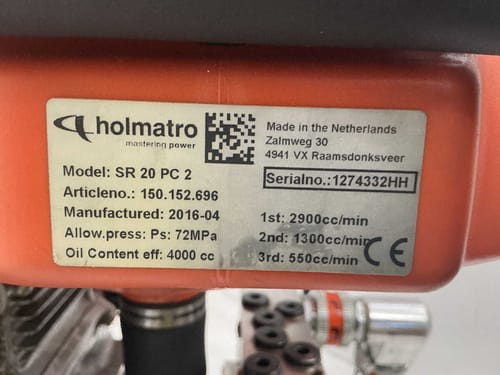 holmatro
mastering power
Made in the Netherlands
Zalmweg 30
4941 VX Raamsdonksveer
Model: SR 20 PC 2
Articleno.: 150.152.696
Manufactured: 2016-04
Allow.press: Ps: 72MPa
Oil Content eff: 4000 cc
Serialno.:1274332HH
1st: 2900cc/min
2nd: 1300cc/min
3rd: 550cc/min
CE